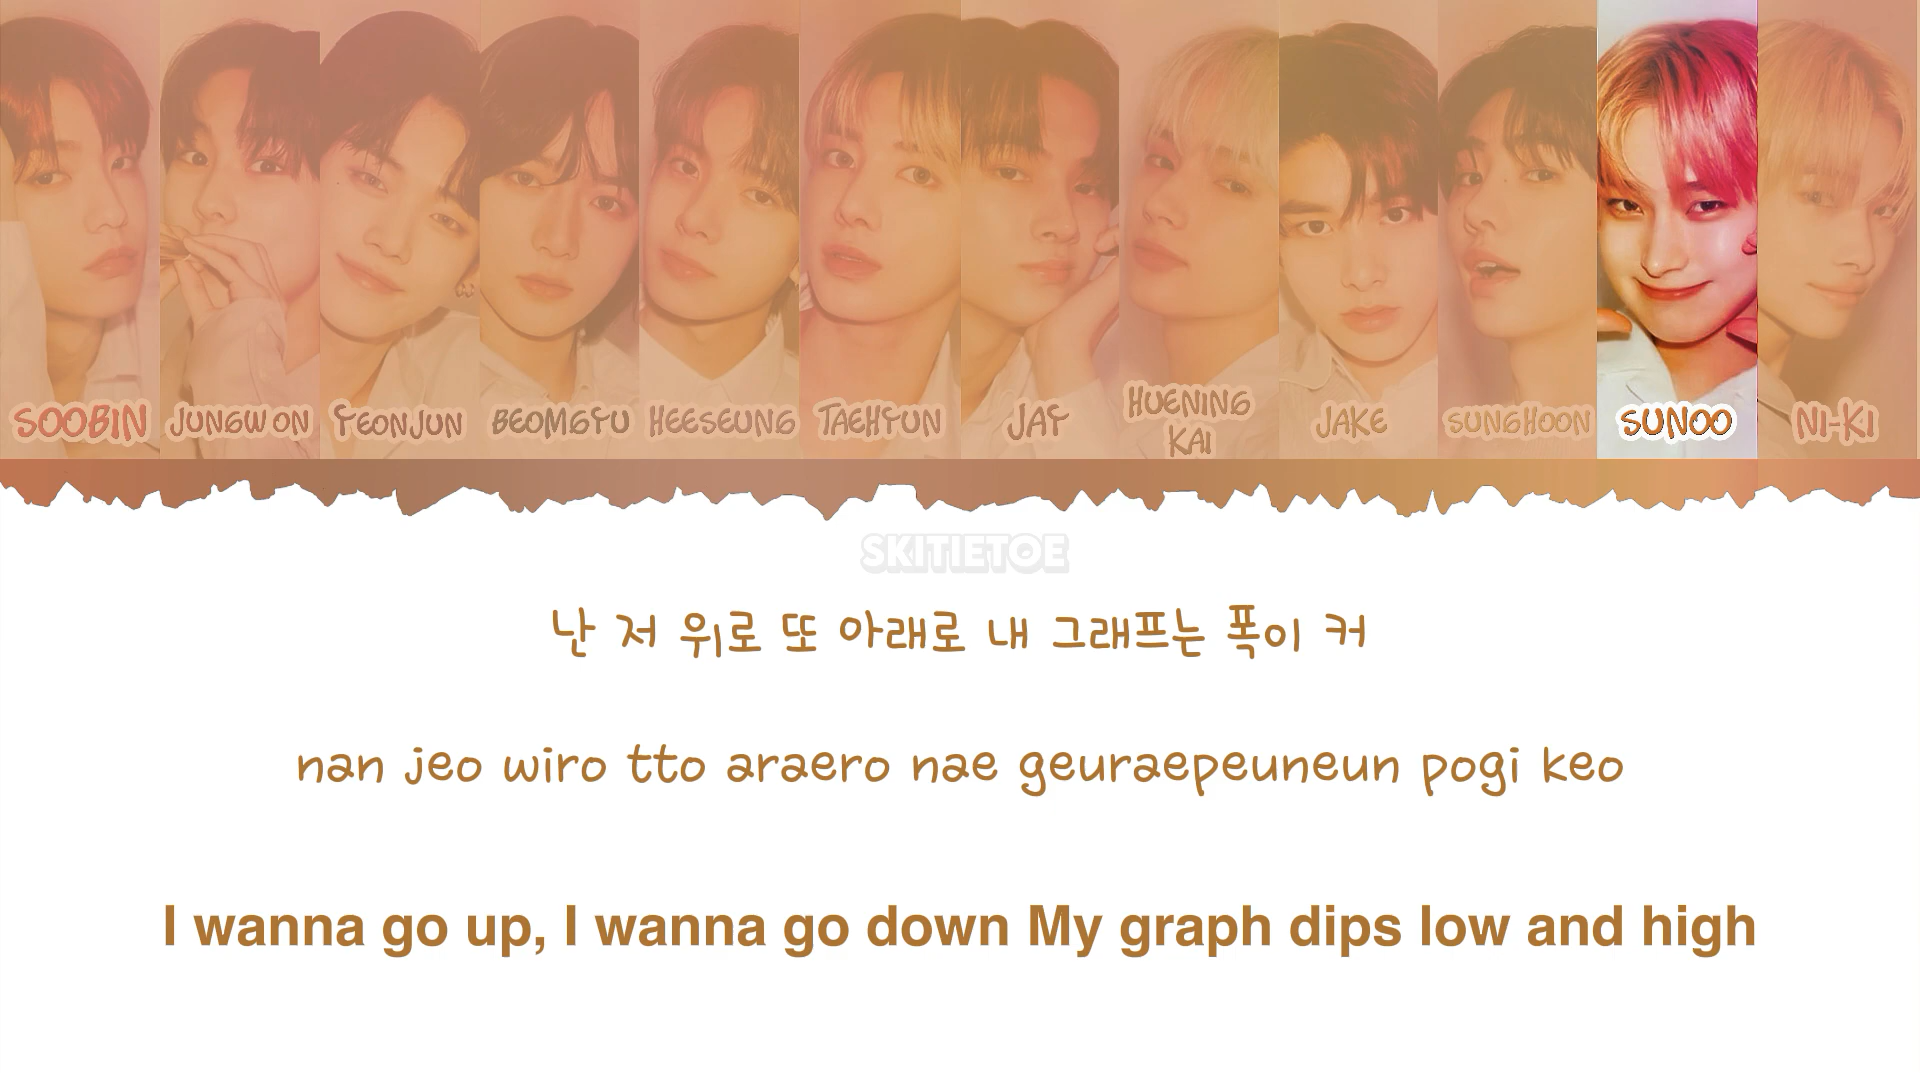 SOOBIN JUNGWON YEONJUN BEOMGYU HEESEUNG TAEHYUN JAY HUENING KAI JAKE SUNGHOON SUNOO NI-KI
SKITIETOE
난 저 위로 또 아래로 내 그래프는 폭이 커
nan jeo wiro tto araero nae geuraepeuneun pogi keo
I wanna go up, I wanna go down My graph dips low and high